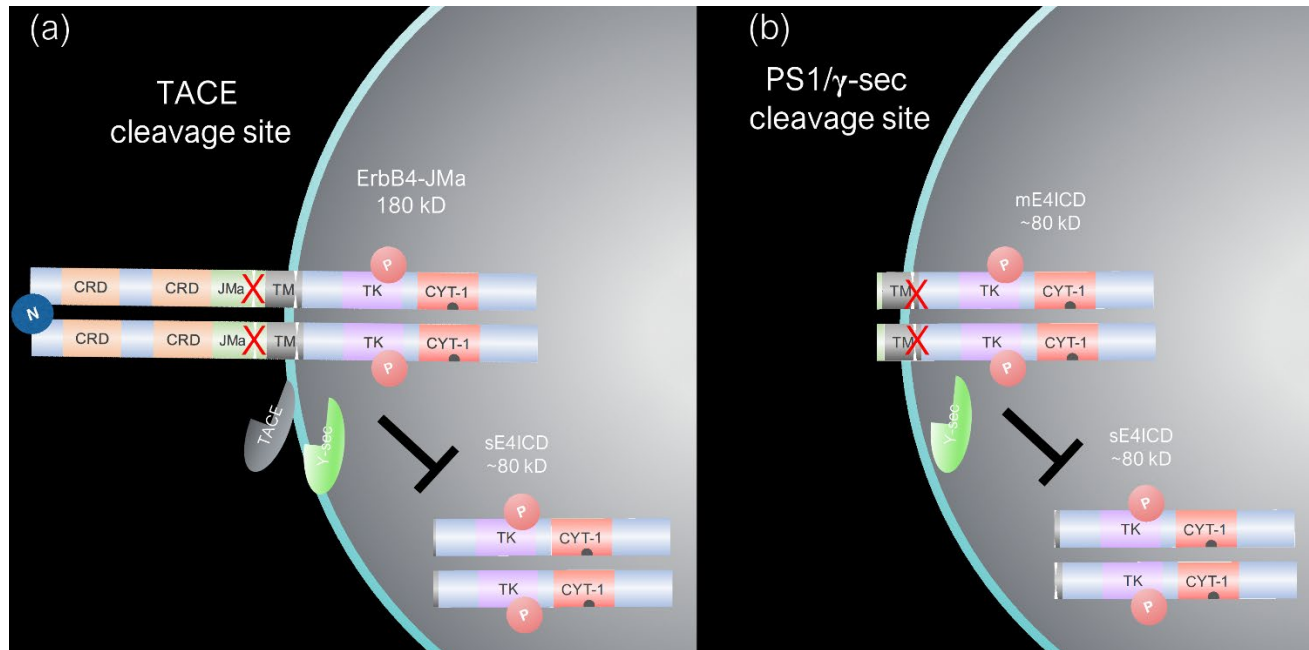 (a)
TACE
cleavage site
ErbB4-JMa
180 kD
P
CRD
CRD
JMa
X
TM
TK
CYT-1
N
CRD
CRD
JMa
X
TM
TK
CYT-1
P
TACE
γ-sec
sE4ICD
~80 kD
P
TK
CYT-1
TK
CYT-1
P
(b)
PS1/γ-sec
cleavage site
mE4ICD
~80 kD
P
TM
X
TK
CYT-1
TM
X
TK
CYT-1
P
γ-sec
sE4ICD
~80 kD
P
TK
CYT-1
TK
CYT-1
P